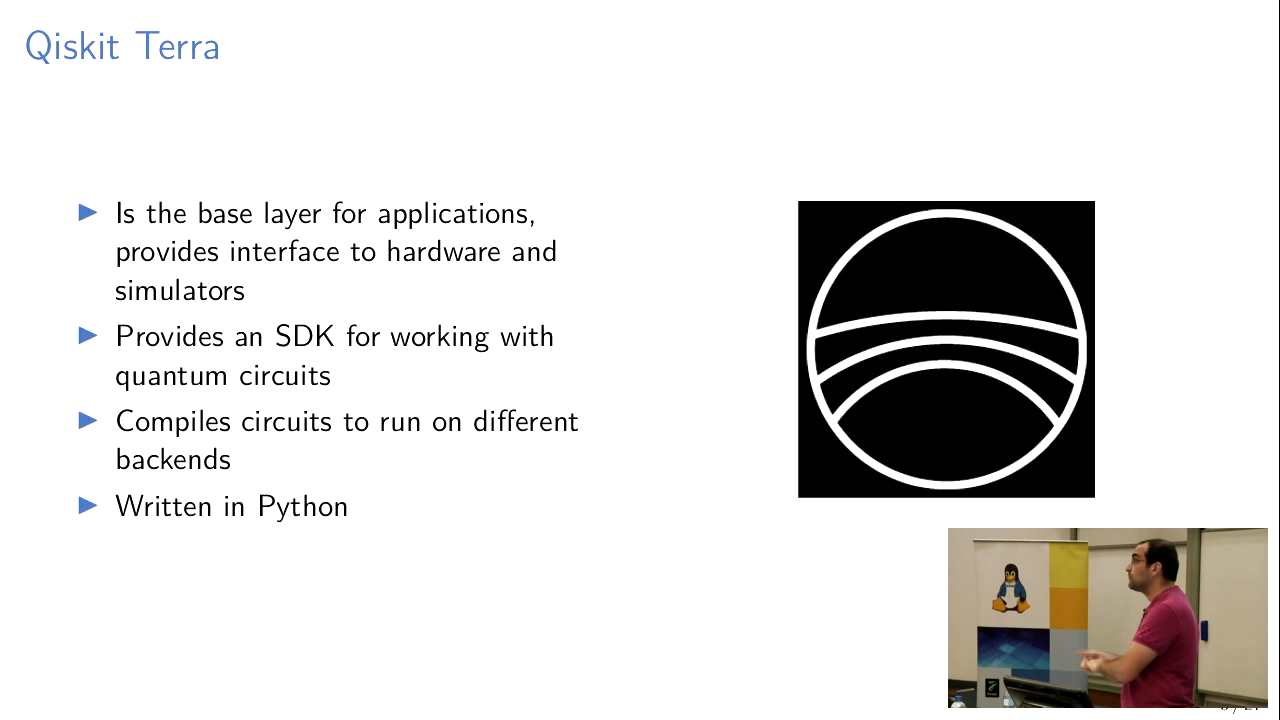 Qiskit Terra
▶ Is the base layer for applications,
provides interface to hardware and
simulators
▶ Provides an SDK for working with
quantum circuits
▶ Compiles circuits to run on different
backends
▶ Written in Python